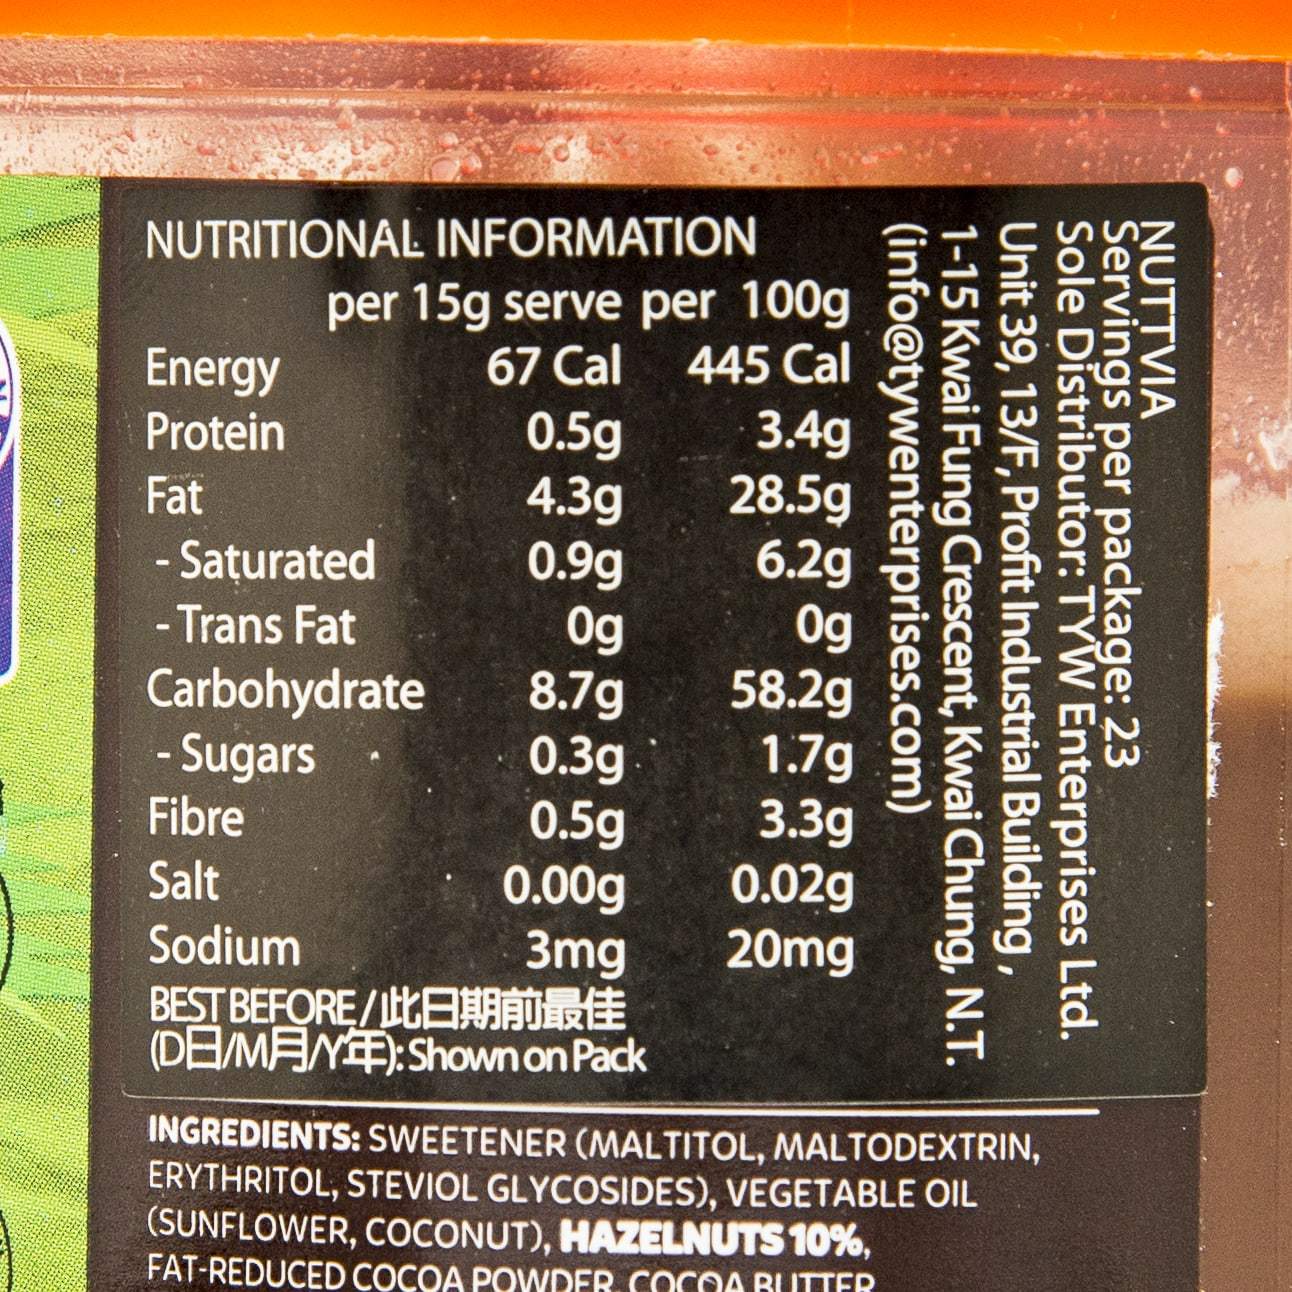 NUTRITIONAL INFORMATION
per 15g serve per 100g
Energy 67 Cal 445 Cal
Protein 0.5g 3.4g
Fat 4.3g 28.5g
- Saturated 0.9g 6.2g
- Trans Fat 0g 0g
Carbohydrate 8.7g 58.2g
- Sugars 0.3g 1.7g
Fibre 0.5g 3.3g
Salt 0.00g 0.02g
Sodium 3mg 20mg
BEST BEFORE / 此日期前最佳
(D日/M月/Y年): Shown on Pack
NUTTVIA
Servings per package: 23
Sole Distributor: TYW Enterprises Ltd.
Unit 39, 13/F, Profit Industrial Building,
1-15 Kwai Fung Crescent, Kwai Chung, N.T.
(info@tywenterprises.com)
INGREDIENTS: SWEETENER (MALTITOL, MALTODEXTRIN,
ERYTHRITOL, STEVIOL GLYCOSIDES), VEGETABLE OIL
(SUNFLOWER, COCONUT), HAZELNUTS 10%,
FAT-REDUCED COCOA POWDER, COCOA BUTTER